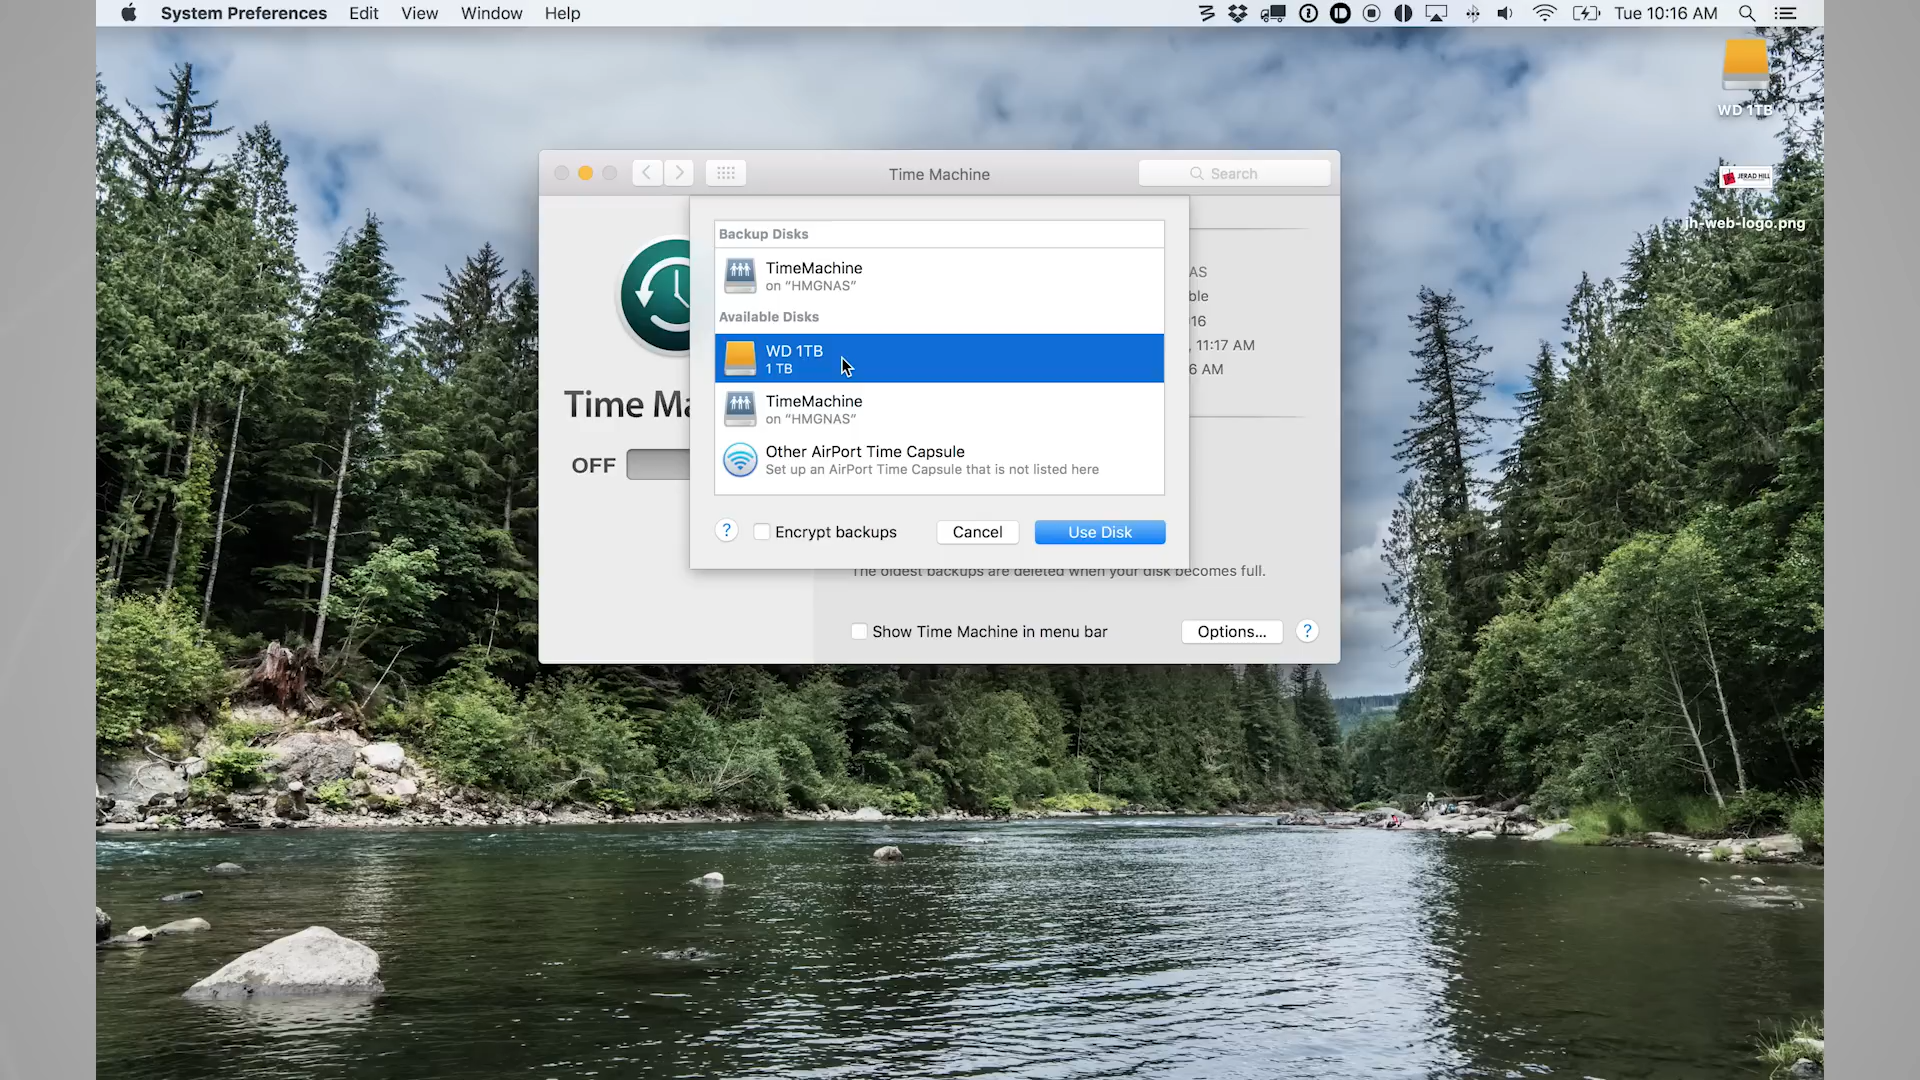 System Preferences Edit View Window Help
Tue 10:16 AM
WD 1TB
JERAD HILL
jh-web-logo.png
Time Machine
Search
Backup Disks
TimeMachine
on “HMGNAS”
Available Disks
WD 1TB
1 TB
TimeMachine
on “HMGNAS”
Other AirPort Time Capsule
Set up an AirPort Time Capsule that is not listed here
? Encrypt backups Cancel Use Disk
AS
ble
16
, 11:17 AM
6 AM
Time Ma
OFF
The oldest backups are deleted when your disk becomes full.
Show Time Machine in menu bar Options... ?